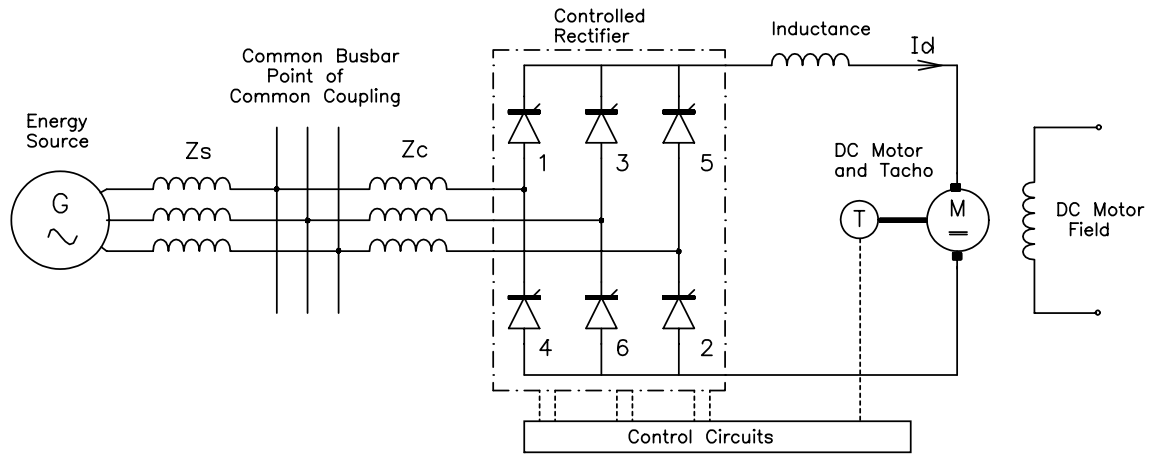 Controlled
Rectifier
Inductance
Id
Common Busbar
Point of
Common Coupling
Energy
Source
Zs
Zc
G
1
3
5
DC Motor
and Tacho
T
M
DC Motor
Field
4
6
2
Control Circuits